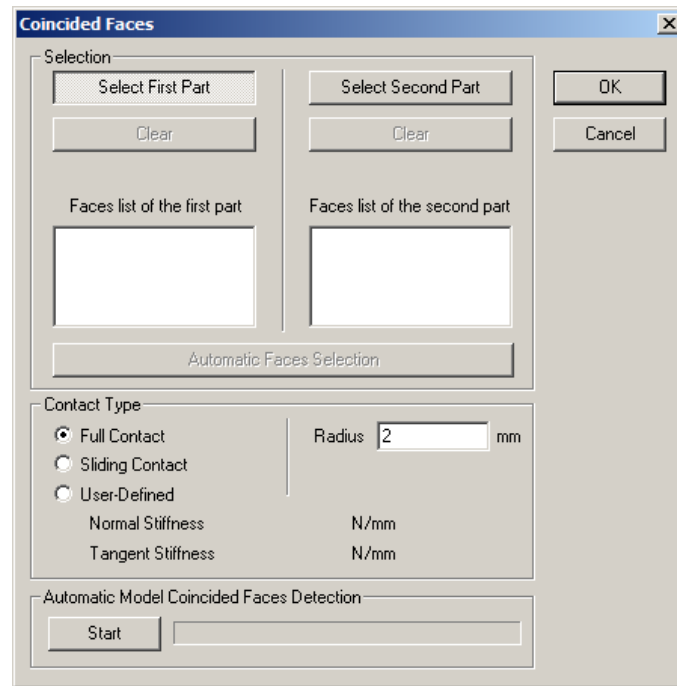 Coincided Faces
Selection
Select First Part
Select Second Part
OK
Clear
Clear
Cancel
Faces list of the first part
Faces list of the second part
Automatic Faces Selection
Contact Type
Full Contact
Radius 2 mm
Sliding Contact
User-Defined
Normal Stiffness N/mm
Tangent Stiffness N/mm
Automatic Model Coincided Faces Detection
Start